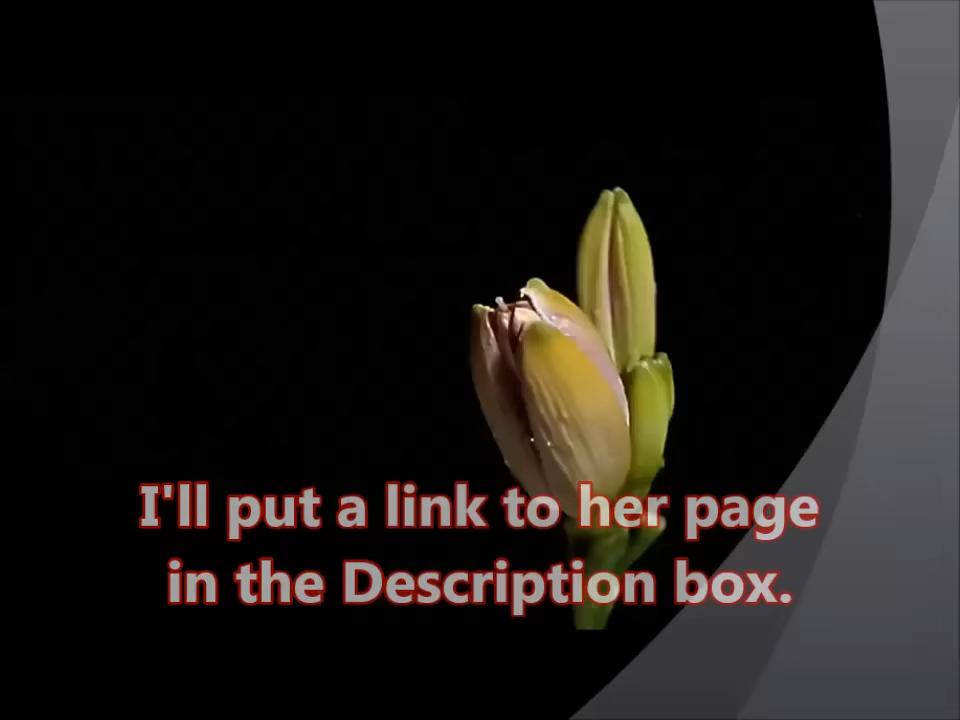 I'll put a link to her page
in the Description box.